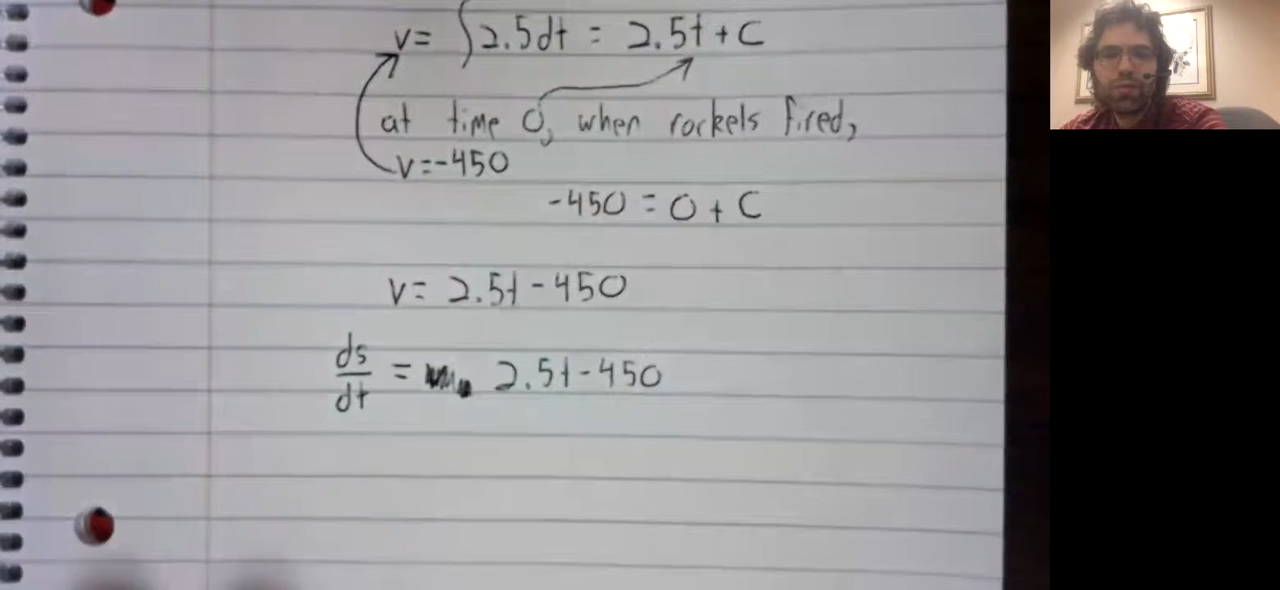 v = ∫2.5dt = 2.5t + C
at time 0, when rockets fired,
v=-450
-450 = 0 + C
v = 2.5t - 450
ds/dt = 2.5t - 450